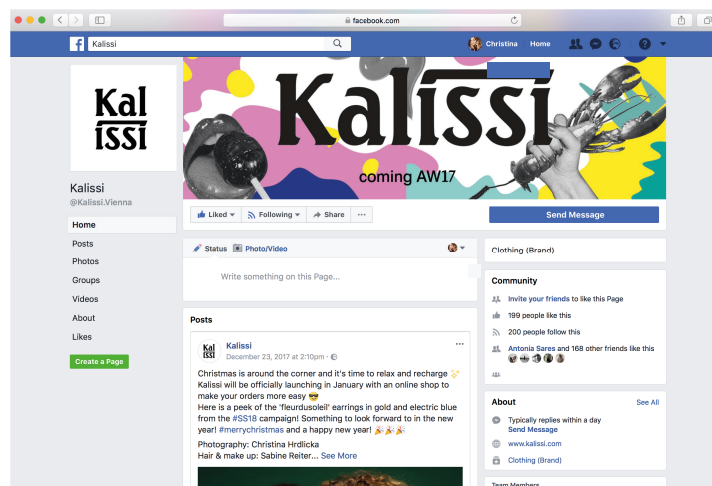 facebook.com
Kalissi
Christina Home
Kal
issi
Kalissi
coming AW17
Kalissi
@Kalissi.Vienna
Home
Posts
Photos
Groups
Videos
About
Likes
Create a Page
Liked Following Share
Send Message
Status Photo/Video
Write something on this Page...
Posts
Kal
issi
Kalissi
December 23, 2017 at 2:10pm
Christmas is around the corner and it's time to relax and recharge
Kalissi will be officially launching in January with an online shop to
make your orders more easy
Here is a peek of the 'fleurdusoleil' earrings in gold and electric blue
from the #SS18 campaign! Something to look forward to in the new
year! #merrychristmas and a happy new year!
Photography: Christina Hrdlicka
Hair & make up: Sabine Reiter... See More
Clothing (Brand)
Community
Invite your friends to like this Page
199 people like this
200 people follow this
Antonia Sares and 168 other friends like this
About See All
Typically replies within a day
Send Message
www.kalissi.com
Clothing (Brand)
Team Members